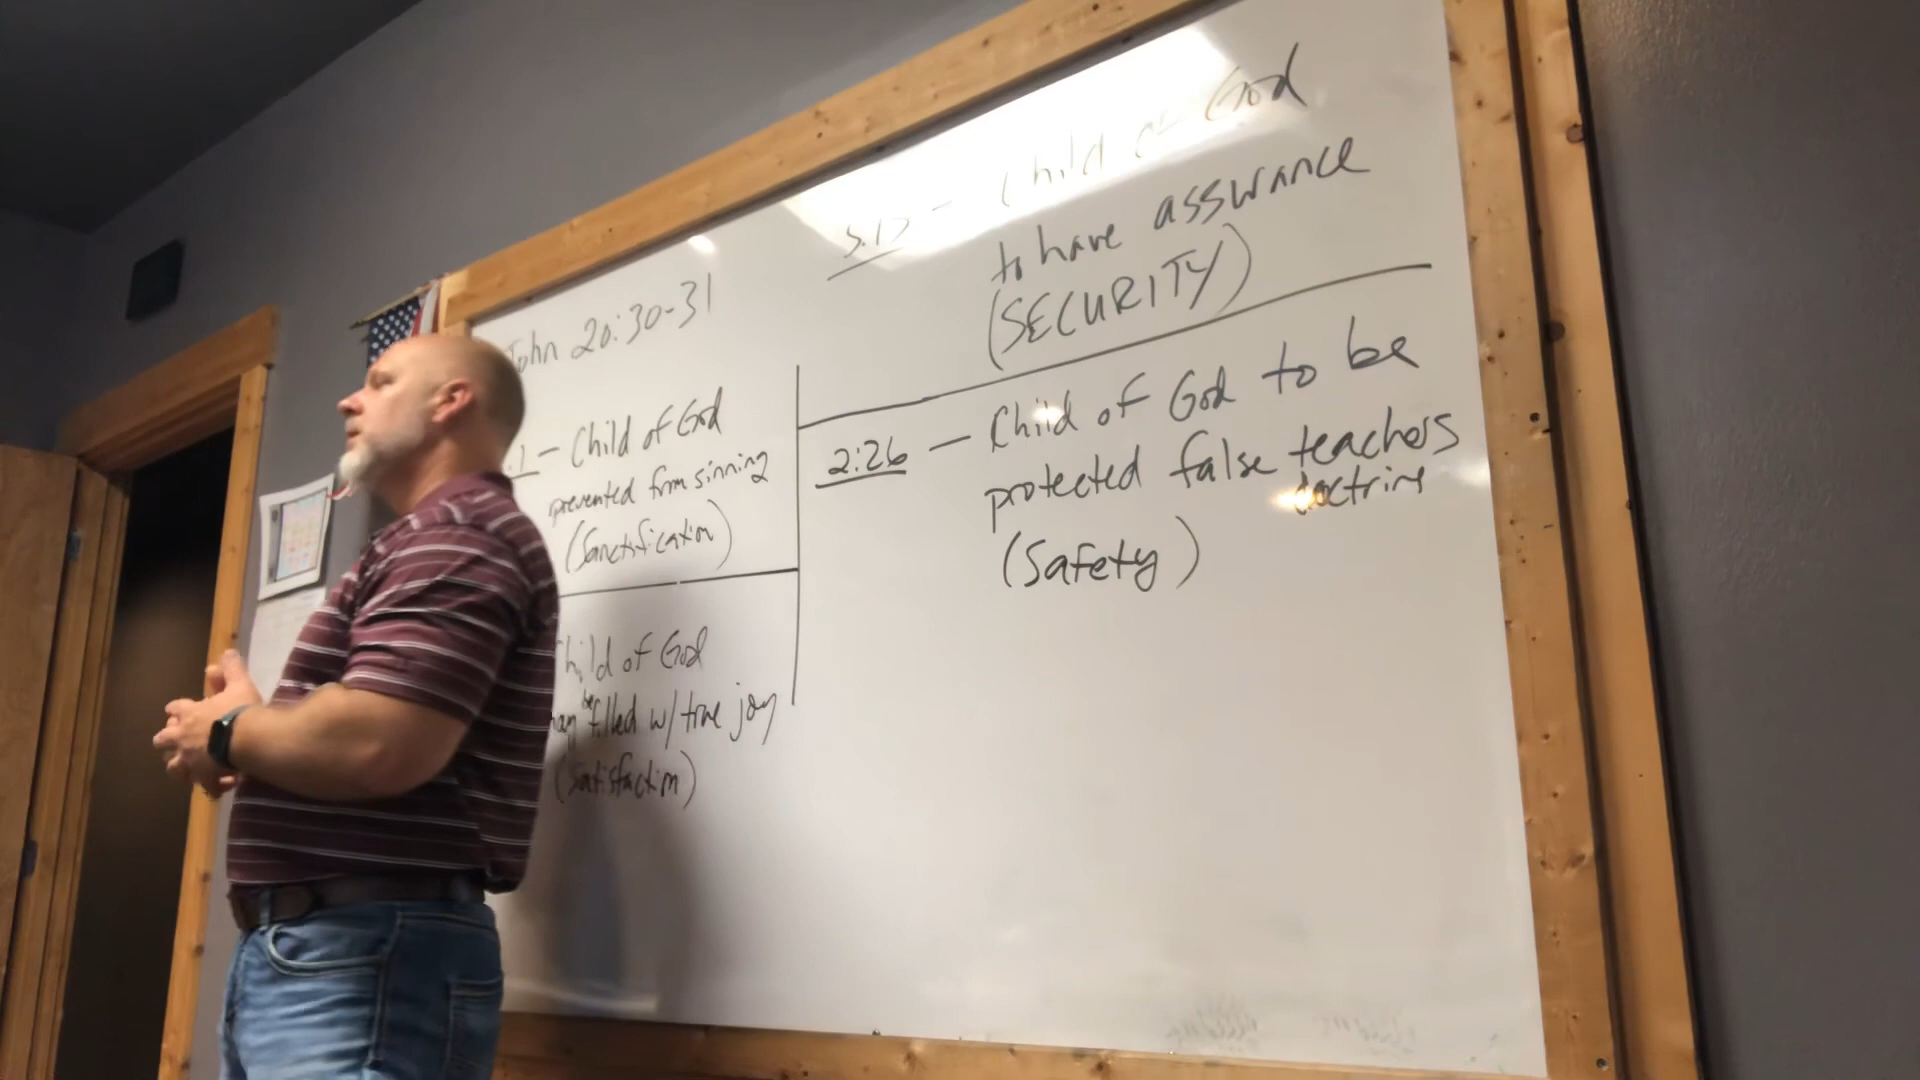 John 20:30-31
.1 - Child of God
prevented from sinning
(Sanctification)
Child of God
may be filled w/ true joy
(Satisfaction)
5:13 - Child of God
to have assurance
(SECURITY)
2:26 - Child of God to be
protected false teachers
doctrine
(Safety)